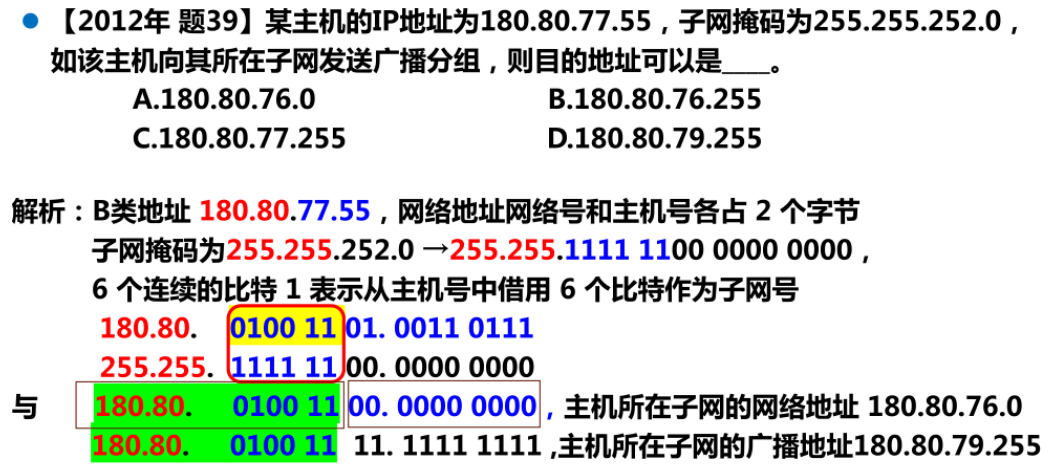 ● 【2012年 题39】某主机的IP地址为180.80.77.55，子网掩码为255.255.252.0，
如该主机向其所在子网发送广播分组，则目的地址可以是____。
A.180.80.76.0 B.180.80.76.255
C.180.80.77.255 D.180.80.79.255
解析：B类地址 180.80.77.55，网络地址网络号和主机号各占 2 个字节
子网掩码为255.255.252.0 →255.255.1111 1100 0000 0000，
6 个连续的比特 1 表示从主机号中借用 6 个比特作为子网号
180.80. 0100 11 01. 0011 0111
255.255. 1111 11 00. 0000 0000
与 180.80. 0100 11 00. 0000 0000，主机所在子网的网络地址 180.80.76.0
180.80. 0100 11 11. 1111 1111 ,主机所在子网的广播地址180.80.79.255